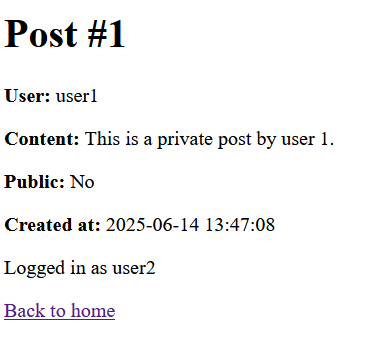 Post #1
User: user1
Content: This is a private post by user 1.
Public: No
Created at: 2025-06-14 13:47:08
Logged in as user2
Back to home